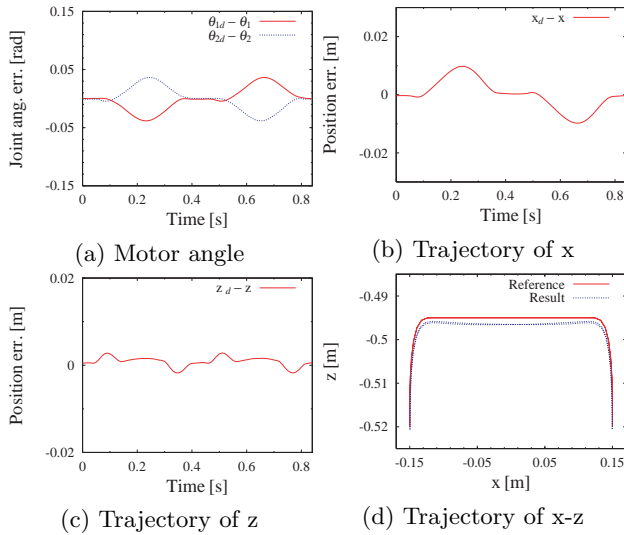 θ1d − θ1
θ2d − θ2
0.15
0.05
-0.05
-0.15
Joint ang. err. [rad]
0 0.2 0.4 0.6 0.8
Time [s]
(a) Motor angle
xd − x
0.02
0
-0.02
Position err. [m]
0 0.2 0.4 0.6 0.8
Time [s]
(b) Trajectory of x
z d − z
0.02
0
-0.02
Position err. [m]
0 0.2 0.4 0.6 0.8
Time [s]
(c) Trajectory of z
Reference
Result
-0.49
-0.5
-0.51
-0.52
z [m]
-0.15 -0.05 0.05 0.15
x [m]
(d) Trajectory of x-z